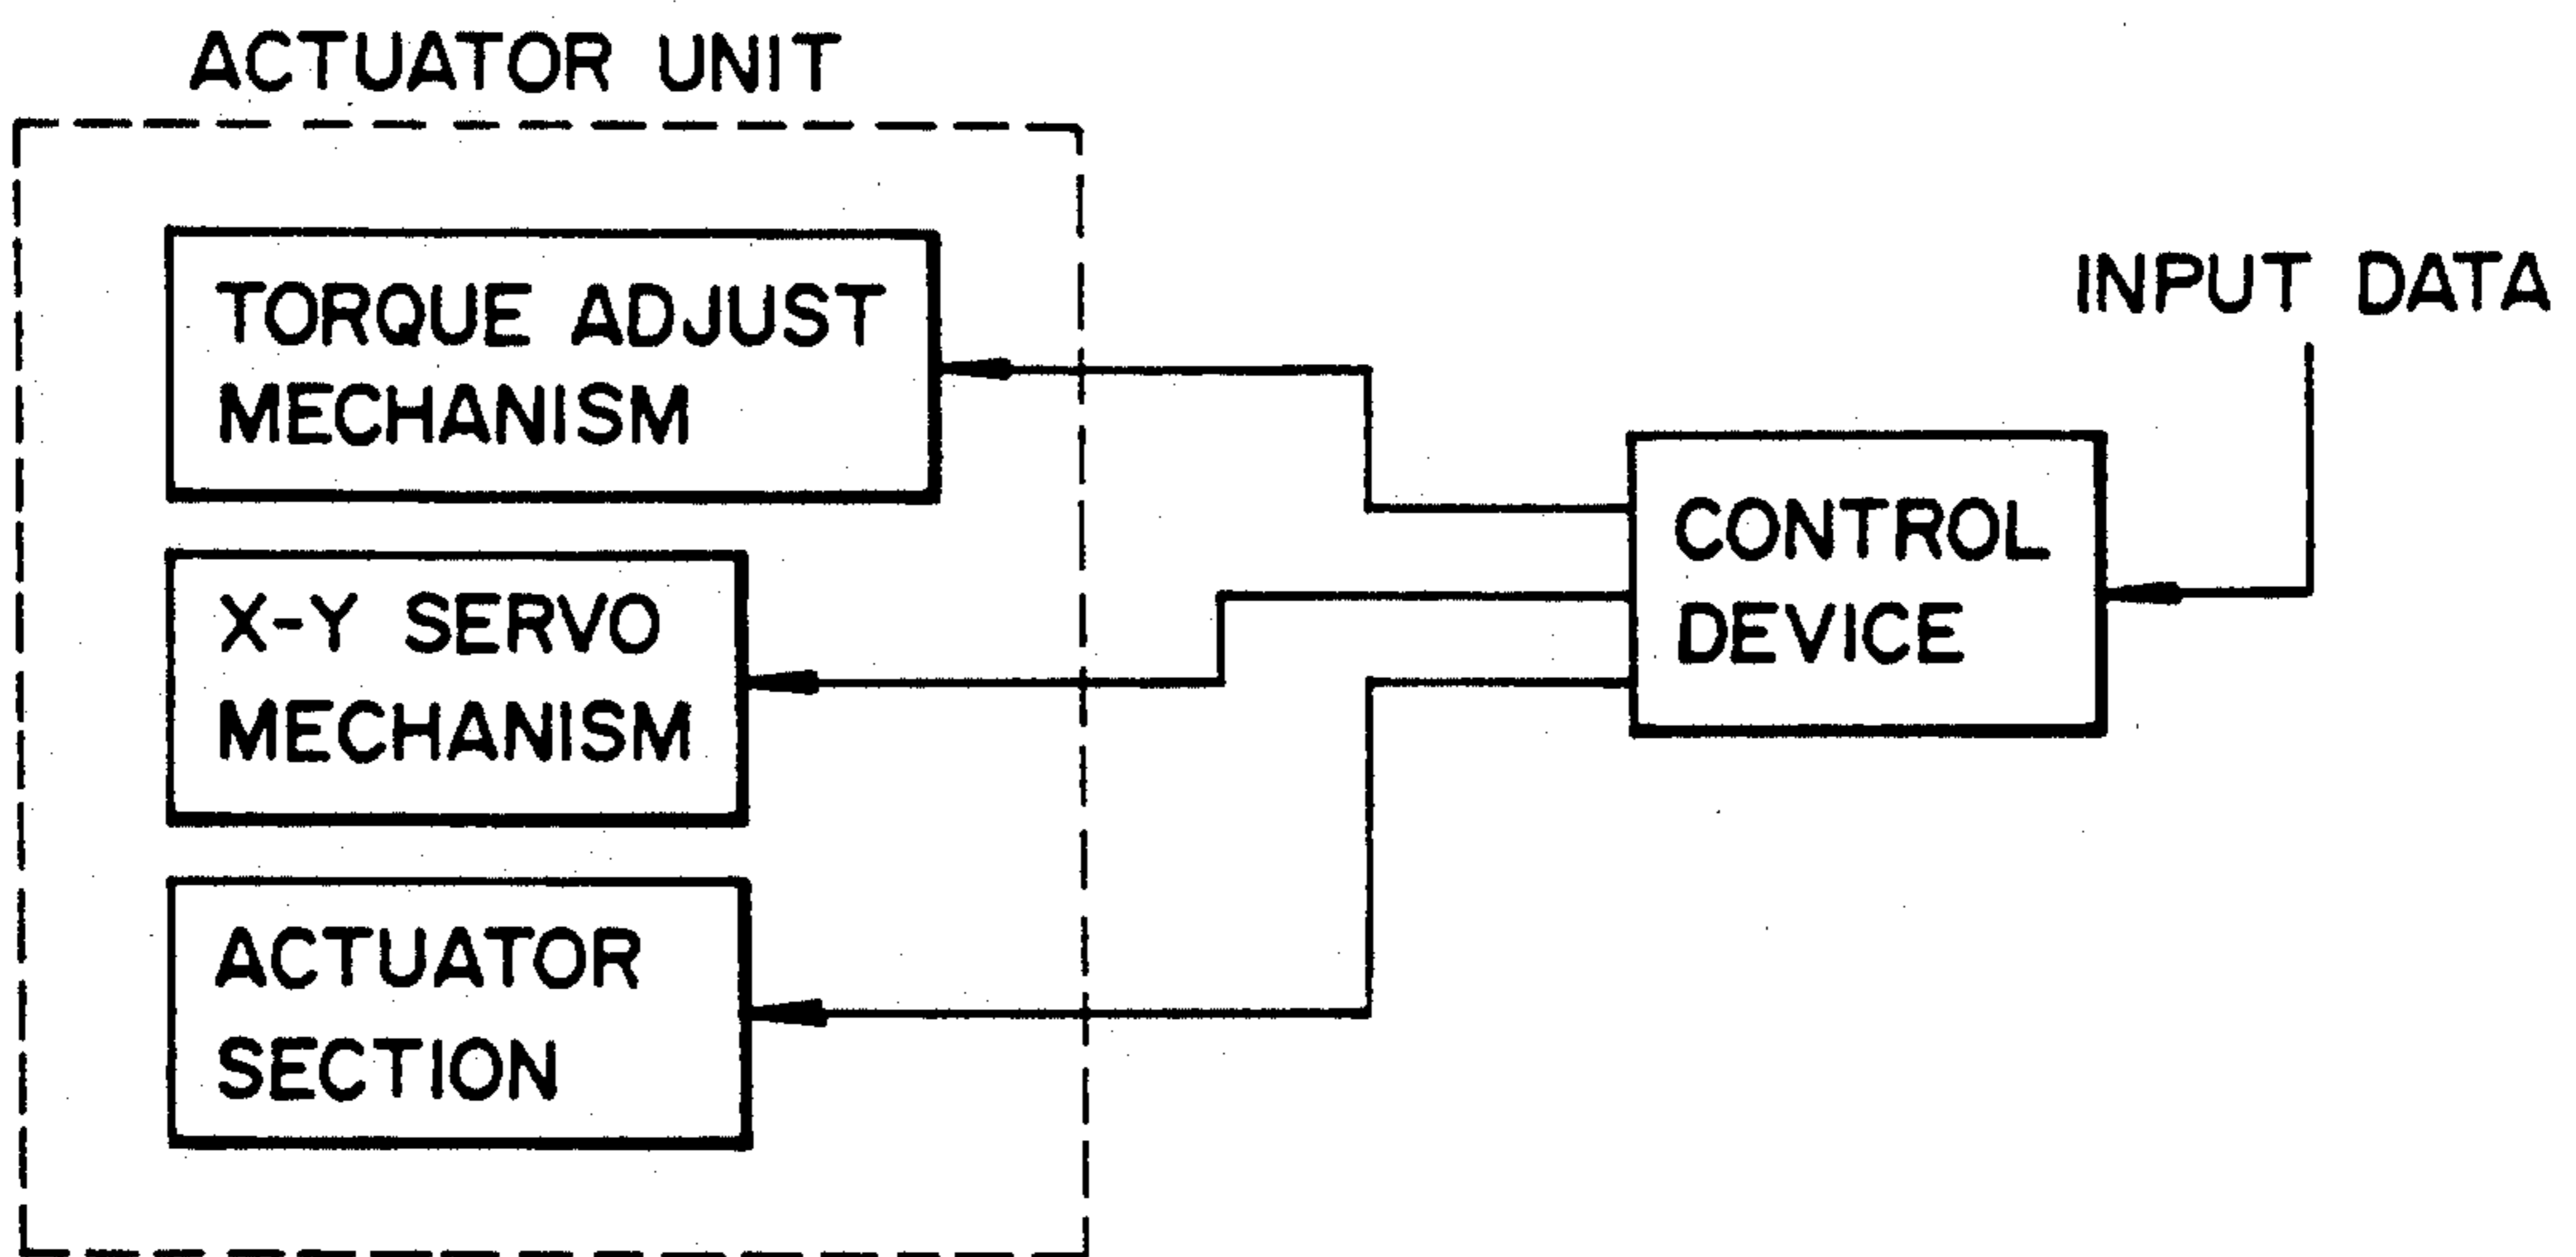 ACTUATOR UNIT
TORQUE ADJUST
MECHANISM
X-Y SERVO
MECHANISM
ACTUATOR
SECTION
CONTROL
DEVICE
INPUT DATA